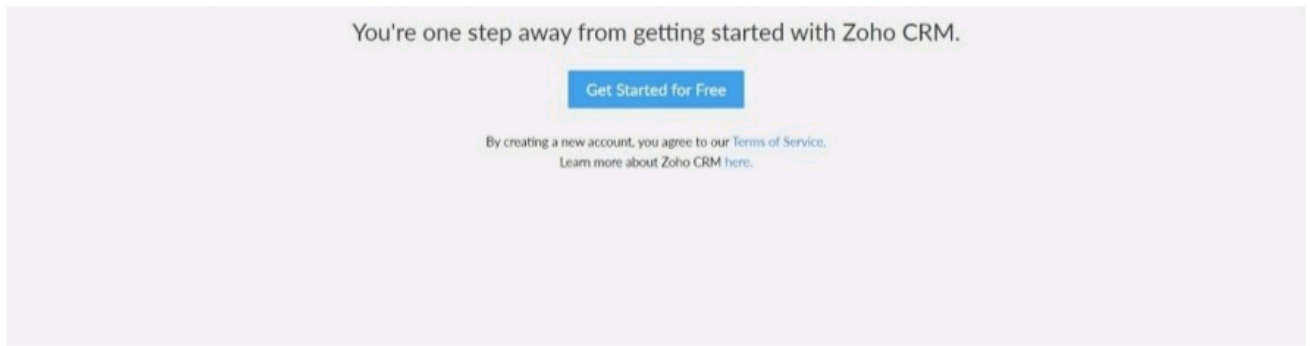 You're one step away from getting started with Zoho CRM.
Get Started for Free
By creating a new account, you agree to our Terms of Service.
Learn more about Zoho CRM here.